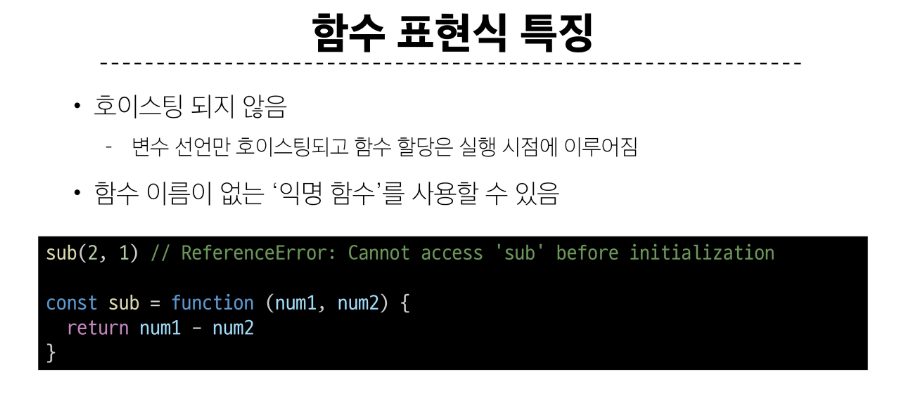 함수 표현식 특징
• 호이스팅 되지 않음
- 변수 선언만 호이스팅되고 함수 할당은 실행 시점에 이루어짐
• 함수 이름이 없는 ‘익명 함수’를 사용할 수 있음
sub(2, 1) // ReferenceError: Cannot access 'sub' before initialization
const sub = function (num1, num2) {
  return num1 – num2
}